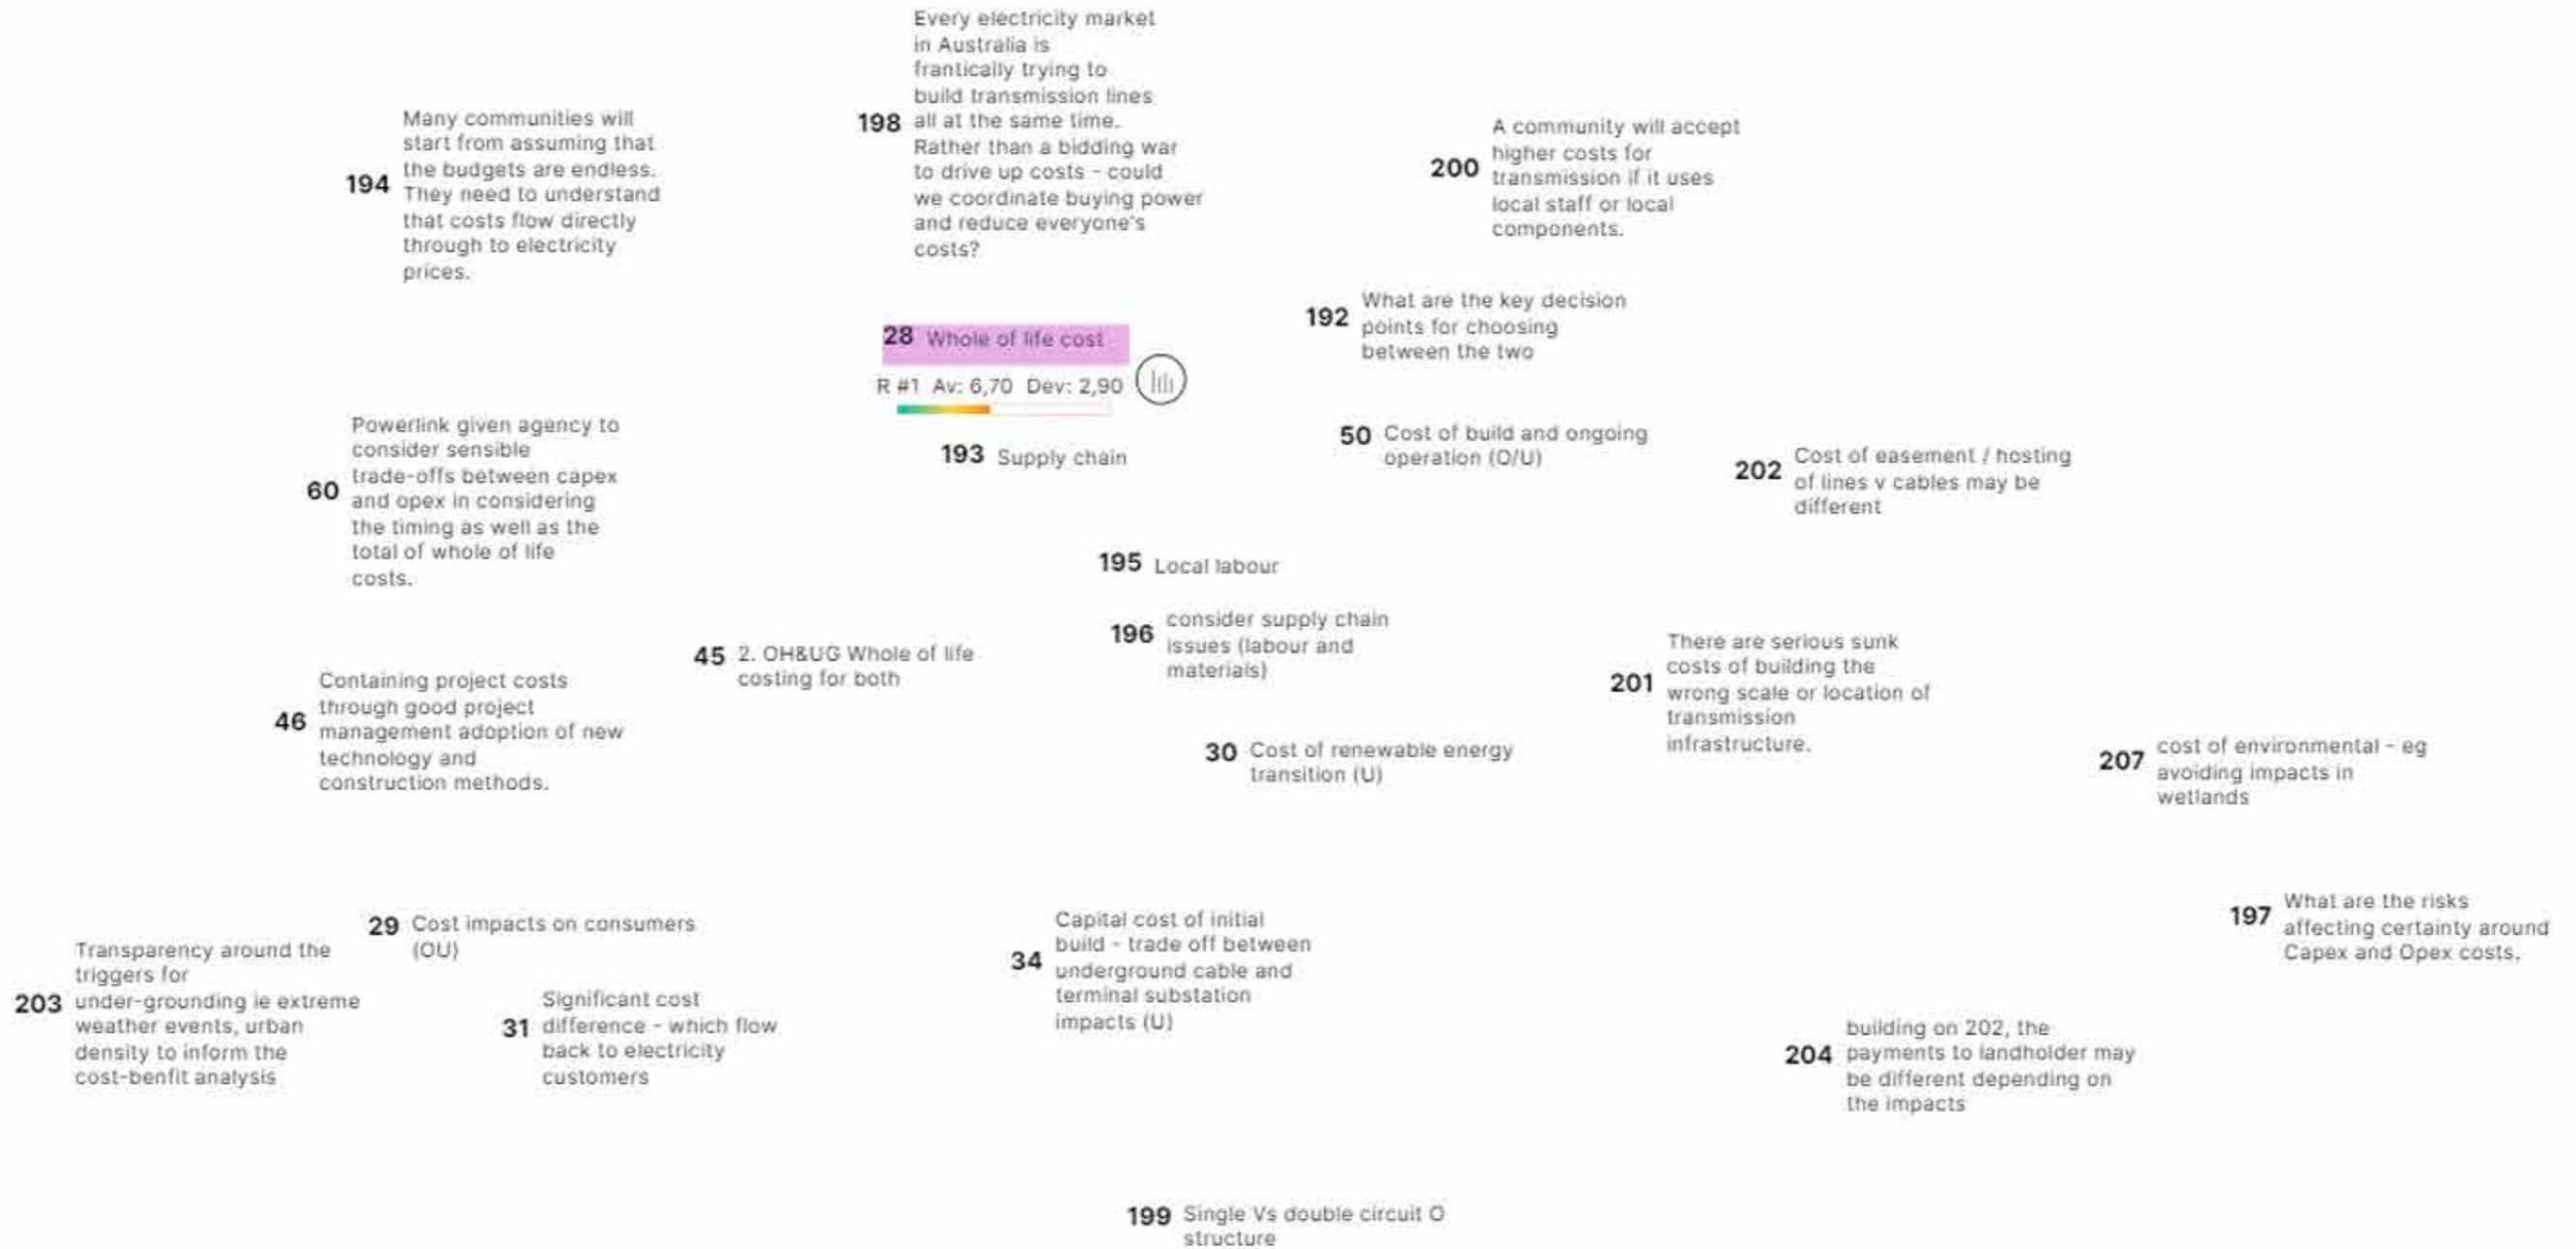 Every electricity market
in Australia is
frantically trying to
build transmission lines
198 all at the same time.
Rather than a bidding war
to drive up costs - could
we coordinate buying power
and reduce everyone's
costs?
Many communities will
start from assuming that
the budgets are endless.
194 They need to understand
that costs flow directly
through to electricity
prices.
A community will accept
200 higher costs for
transmission if it uses
local staff or local
components.
192 What are the key decision
points for choosing
between the two
28 Whole of life cost
R #1 Av: 6,70 Dev: 2,90
193 Supply chain
50 Cost of build and ongoing
operation (O/U)
202 Cost of easement / hosting
of lines v cables may be
different
Powerlink given agency to
consider sensible
trade-offs between capex
60 and opex in considering
the timing as well as the
total of whole of life
costs.
195 Local labour
196 consider supply chain
issues (labour and
materials)
45 2. OH&UG Whole of life
costing for both
There are serious sunk
costs of building the
201 wrong scale or location of
transmission
infrastructure.
Containing project costs
through good project
46 management adoption of new
technology and
construction methods.
30 Cost of renewable energy
transition (U)
207 cost of environmental - eg
avoiding impacts in
wetlands
197 What are the risks
affecting certainty around
Capex and Opex costs.
29 Cost impacts on consumers
(OU)
Transparency around the
triggers for
203 under-grounding ie extreme
weather events, urban
density to inform the
cost-benfit analysis
Significant cost
31 difference - which flow
back to electricity
customers
Capital cost of initial
build - trade off between
34 underground cable and
terminal substation
impacts (U)
building on 202, the
204 payments to landholder may
be different depending on
the impacts
199 Single Vs double circuit O
structure